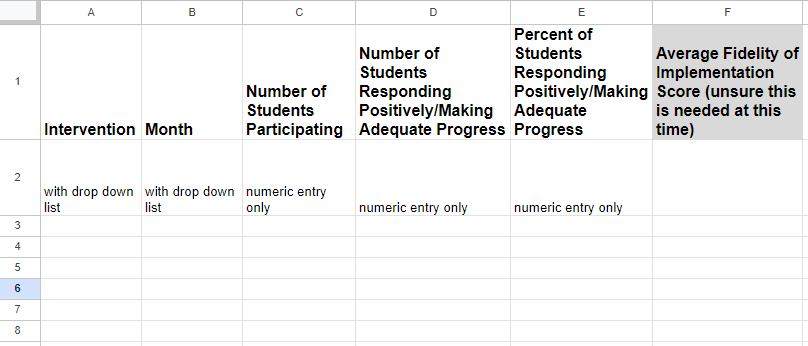 A B C D E F
1
Intervention
Month
Number of
Students
Participating
Number of
Students
Responding
Positively/Making
Adequate Progress
Percent of
Students
Responding
Positively/Making
Adequate
Progress
Average Fidelity of
Implementation
Score (unsure this
is needed at this
time)
2
with drop down
list
with drop down
list
numeric entry
only
numeric entry only
numeric entry only
3
4
5
6
7
8